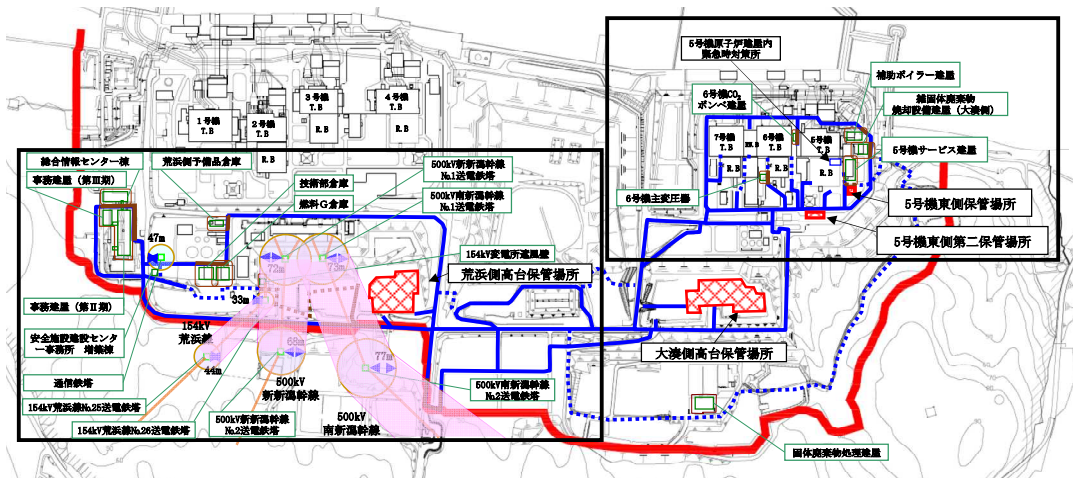 1号機
T.B
2号機
T.B
R.B
3号機
T.B
R.B
4号機
T.B
R.B
5号機原子炉建屋内
緊急時対策所
6号機CO₂
ボンベ建屋
補助ボイラー建屋
雑固体廃棄物
焼却設備建屋（大湊側）
7号機
T.B
6号機
T.B
5号機
T.B
R.B
R.B
R.B
5号機サービス建屋
6号機主変圧器
5号機東側保管場所
5号機東側第二保管場所
総合情報センター棟
荒浜側予備品倉庫
事務建屋（第Ⅲ期）
技術部倉庫
燃料G倉庫
500kV新新潟幹線
No.1送電鉄塔
500kV南新潟幹線
No.1送電鉄塔
154kV変電所遮風壁
47m
72m
73m
33m
荒浜側高台保管場所
大湊側高台保管場所
事務建屋（第Ⅱ期）
安全施設建設センタ
ー事務所　増築棟
通信鉄塔
154kV
荒浜線
44m
68m
77m
500kV
新新潟幹線
500kV
南新潟幹線
154kV荒浜線No.25送電鉄塔
154kV荒浜線No.26送電鉄塔
500kV新新潟幹線
No.2送電鉄塔
500kV南新潟幹線
No.2送電鉄塔
固体廃棄物処理建屋